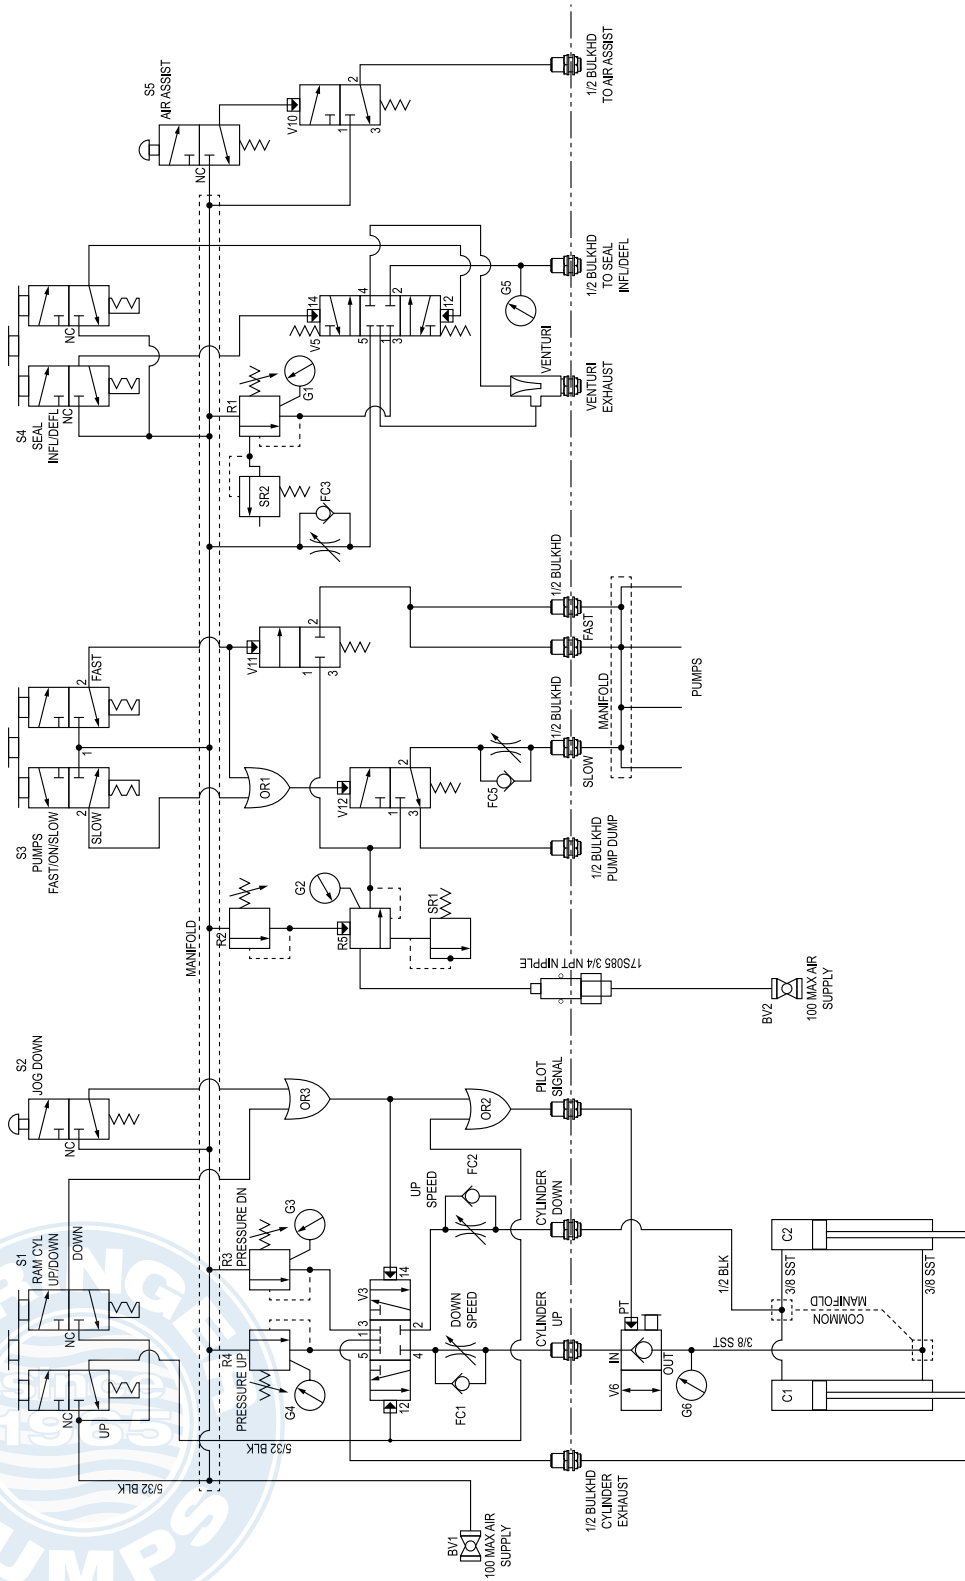 S5
AIR ASSIST
NC
V10
1
2
3
1/2 BULKHD
TO AIR ASSIST
S4
SEAL
INFL/DEFL
NC
NC
R1
G1
SR2
FC3
V5
14
12
5
1
3
4
2
G5
VENTURI
1/2 BULKHD
TO SEAL
INFL/DEFL
VENTURI
EXHAUST
S3
PUMPS
FAST/ON/SLOW
2
SLOW
1
2
FAST
V11
1
2
3
OR1
V12
1
2
3
FC5
1/2 BULKHD
FAST
1/2 BULKHD
SLOW
MANIFOLD
PUMPS
1/2 BULKHD
PUMP DUMP
MANIFOLD
R2
G2
R5
SR1
17S085 3/4 NPT NIPPLE
BV2
100 MAX AIR
SUPPLY
S2
JOG DOWN
NC
OR3
OR2
PILOT
SIGNAL
S1
RAM CYL
UP/DOWN
NC
DOWN
NC
UP
R3
PRESSURE DN
G3
R4
PRESSURE UP
G4
V3
14
12
5
1
3
4
2
UP
SPEED
FC2
DOWN
SPEED
FC1
CYLINDER
DOWN
CYLINDER
UP
5/32 BLK
5/32 BLK
BV1
100 MAX AIR
SUPPLY
1/2 BULKHD
CYLINDER
EXHAUST
V6
IN
OUT
PT
G6
1/2 BLK
3/8 SST
3/8 SST
3/8 SST
COMMON
MANIFOLD
C1
C2
since
1965
PUMPS